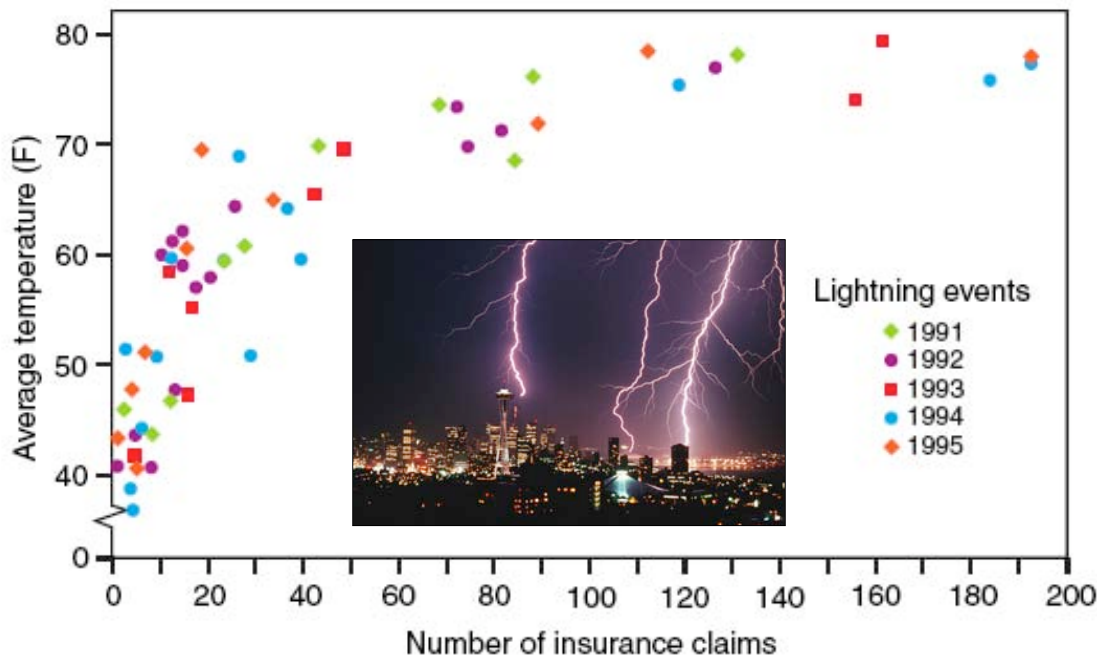 80
70
60
50
40
0
Average temperature (F)
0 20 40 60 80 100 120 140 160 180 200
Number of insurance claims
Lightning events
1991
1992
1993
1994
1995